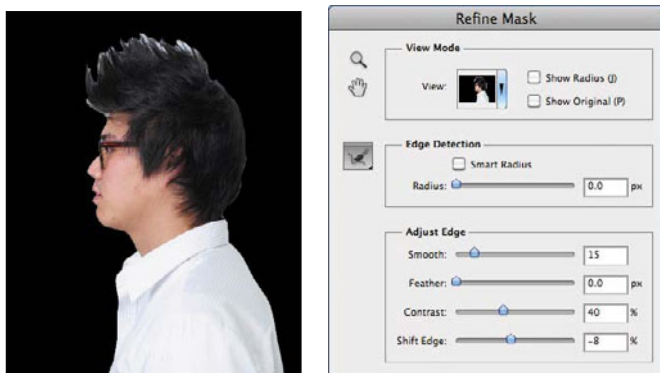 Refine Mask
View Mode
View:
Show Radius (J)
Show Original (P)
Edge Detection
Smart Radius
Radius: 0.0 px
Adjust Edge
Smooth: 15
Feather: 0.0 px
Contrast: 40 %
Shift Edge: -8 %